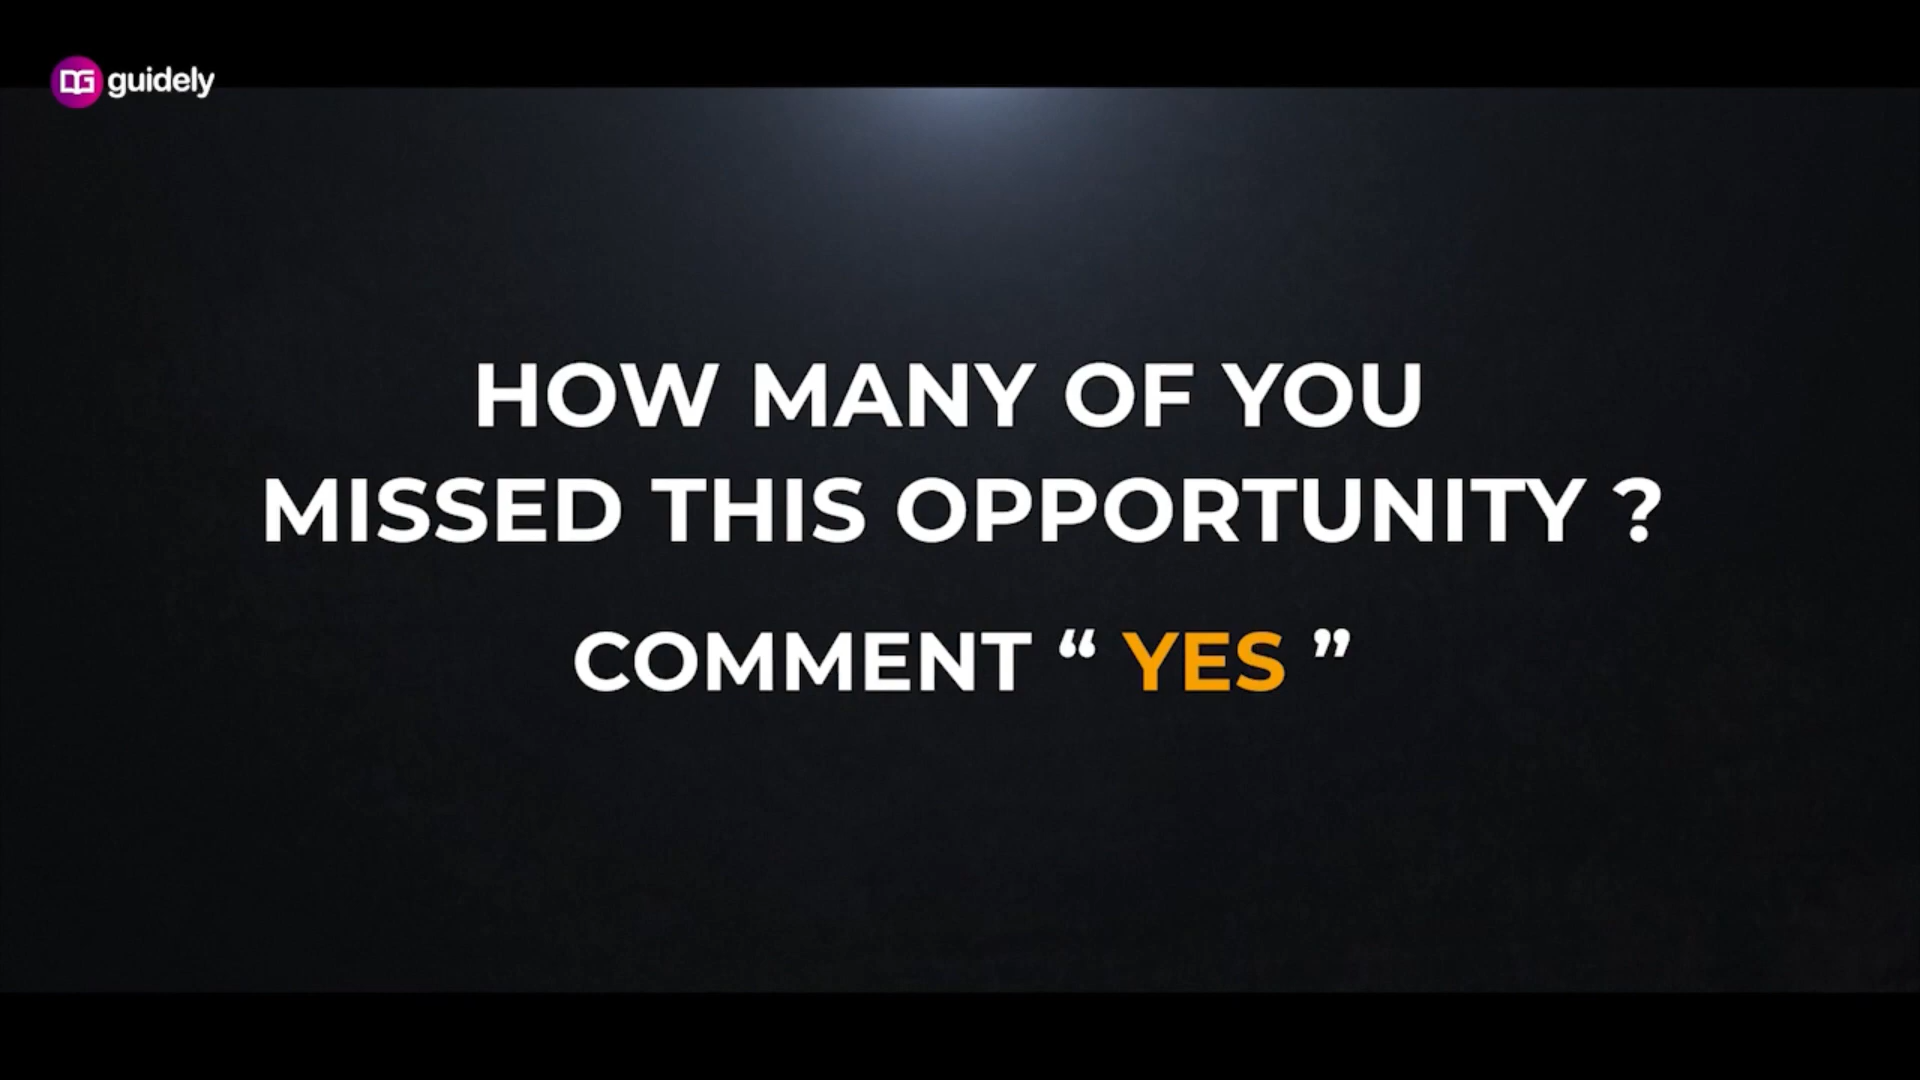 guidely
HOW MANY OF YOU
MISSED THIS OPPORTUNITY ?
COMMENT “ YES ”